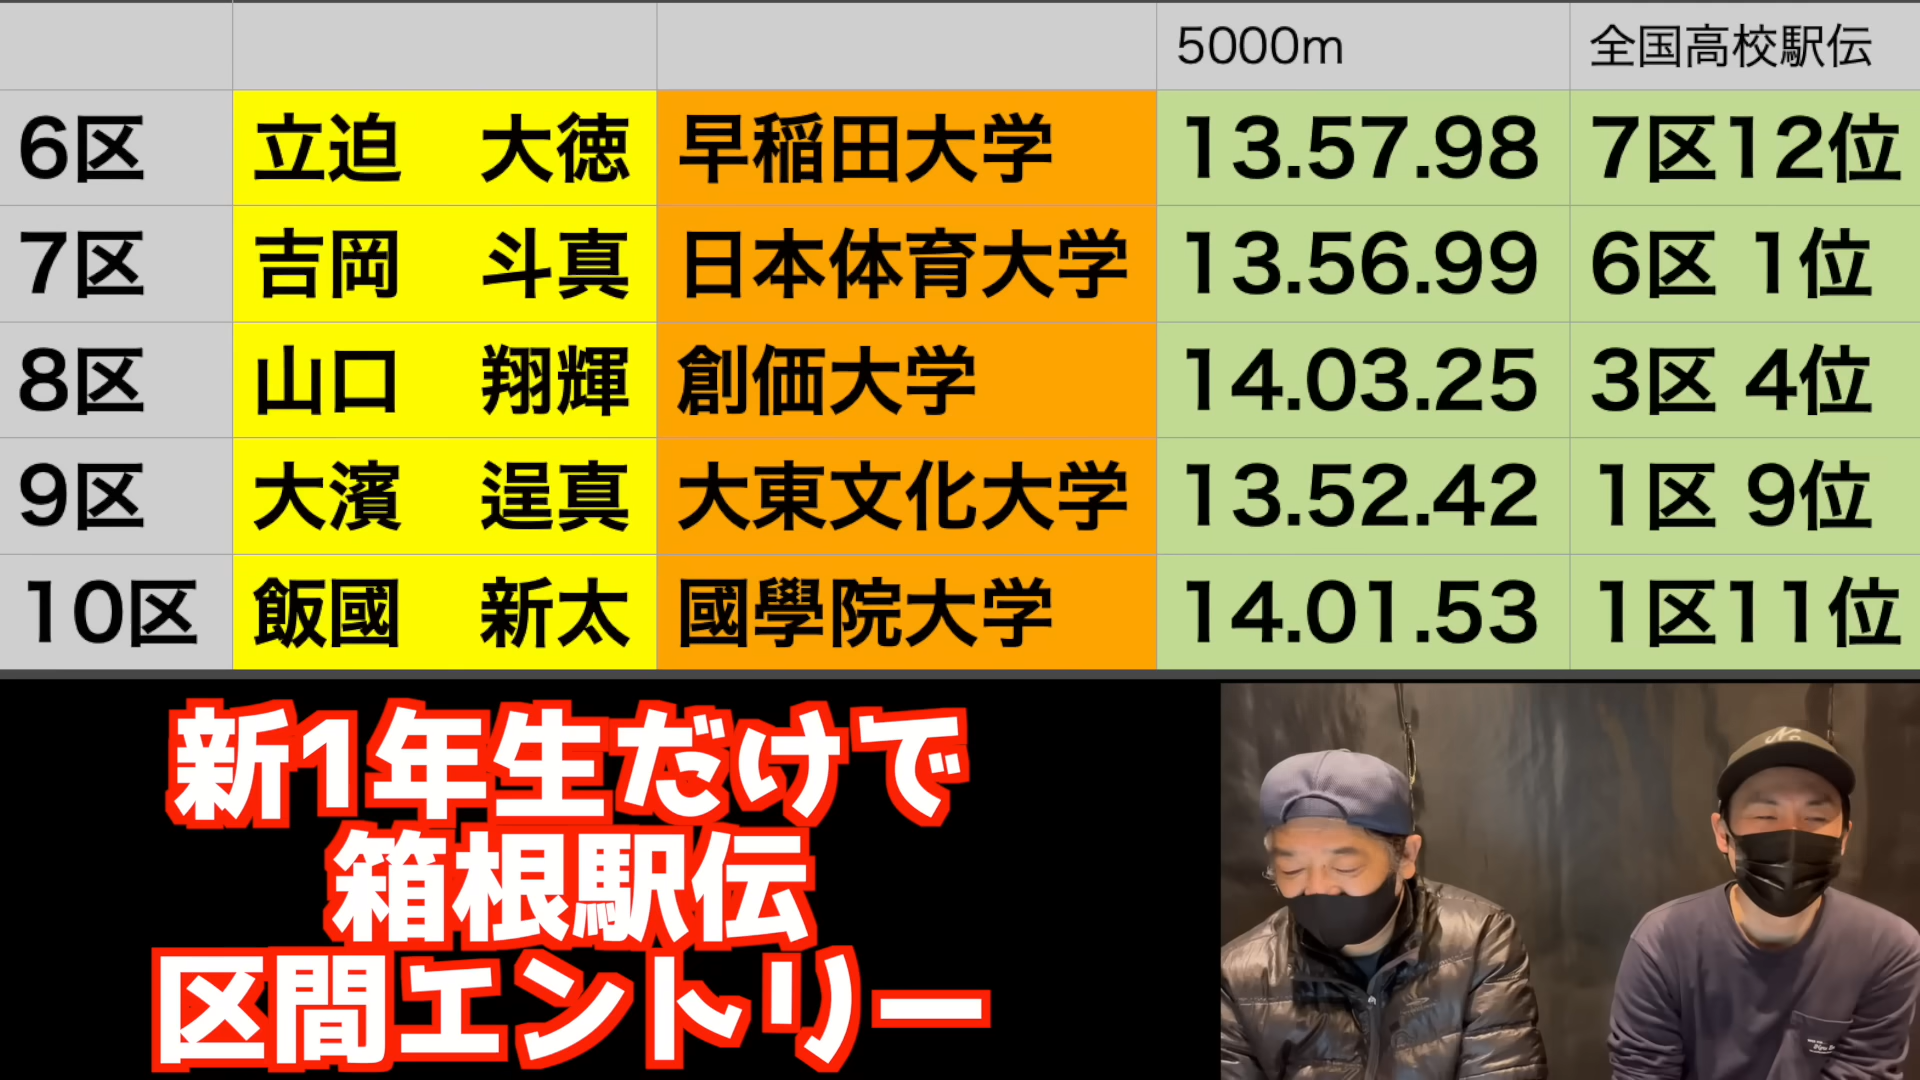 5000m 全国高校駅伝
6区 立迫 大徳 早稲田大学 13.57.98 7区12位
7区 吉岡 斗真 日本体育大学 13.56.99 6区 1位
8区 山口 翔輝 創価大学 14.03.25 3区 4位
9区 大濱 逞真 大東文化大学 13.52.42 1区 9位
10区 飯國 新太 國學院大学 14.01.53 1区11位
新1年生だけで
箱根駅伝
区間エントリー